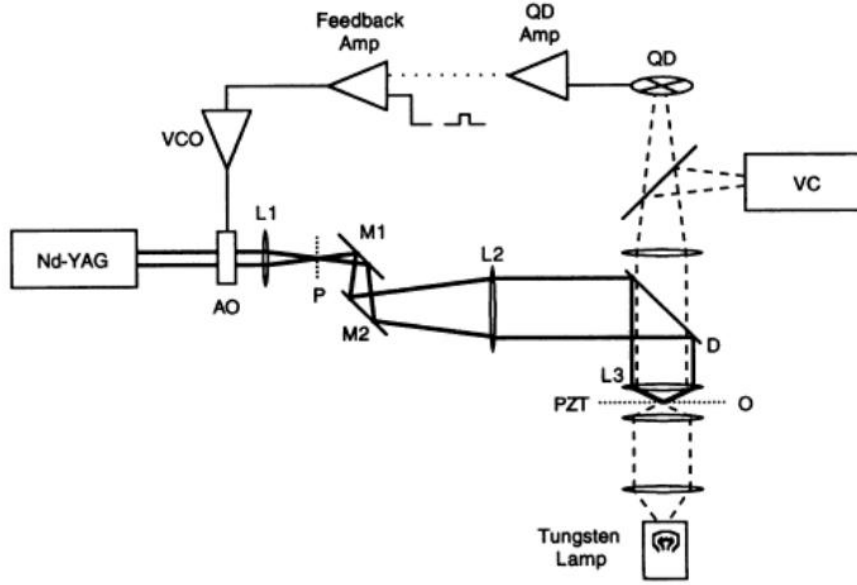 Feedback
Amp
QD
Amp
QD
VCO
VC
L1
M1
L2
Nd-YAG
AO
P
M2
D
L3
PZT
O
Tungsten
Lamp